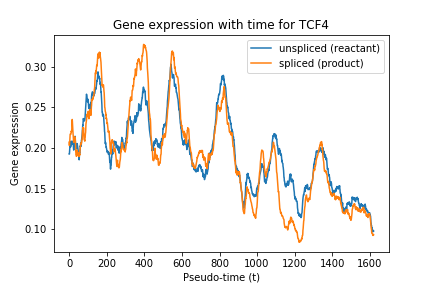 Gene expression with time for TCF4
unspliced (reactant)
spliced (product)
Gene expression
0.30
0.25
0.20
0.15
0.10
0 200 400 600 800 1000 1200 1400 1600
Pseudo-time (t)